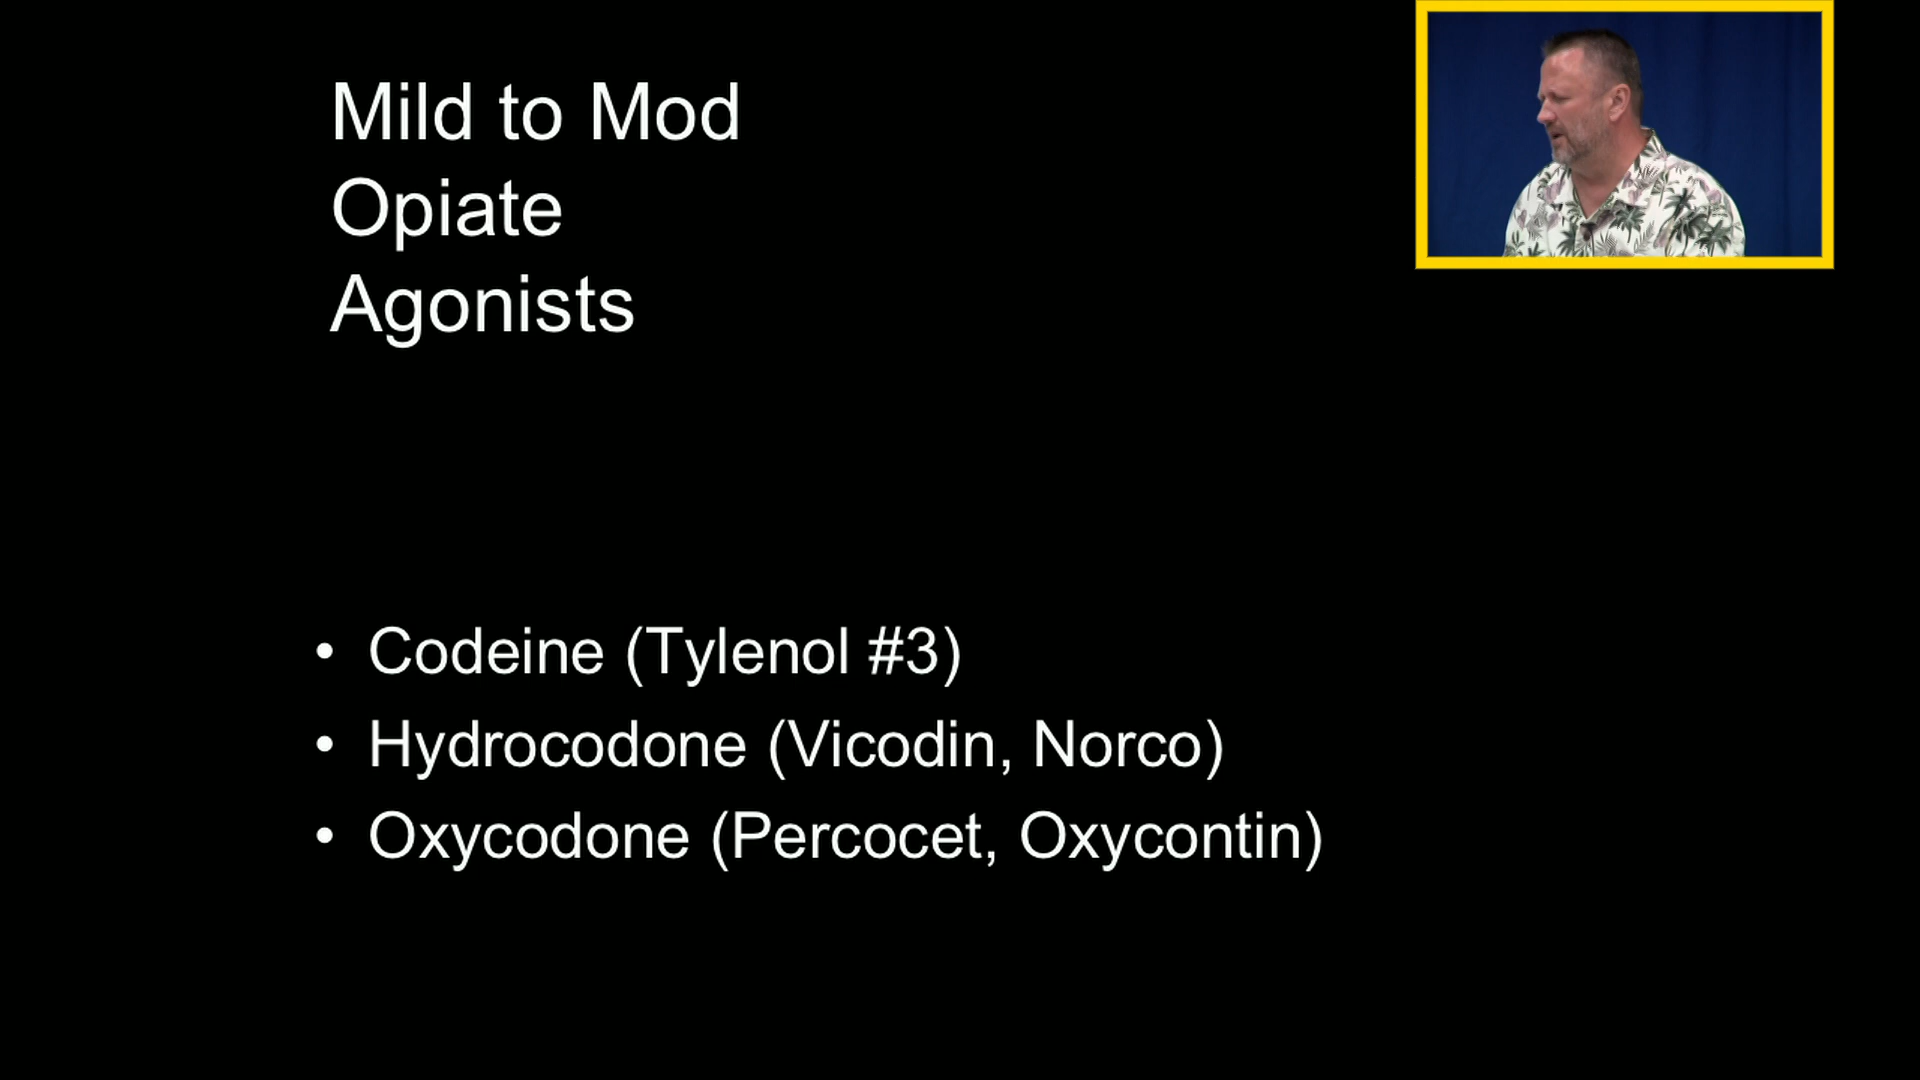 Mild to Mod
Opiate
Agonists
• Codeine (Tylenol #3)
• Hydrocodone (Vicodin, Norco)
• Oxycodone (Percocet, Oxycontin)